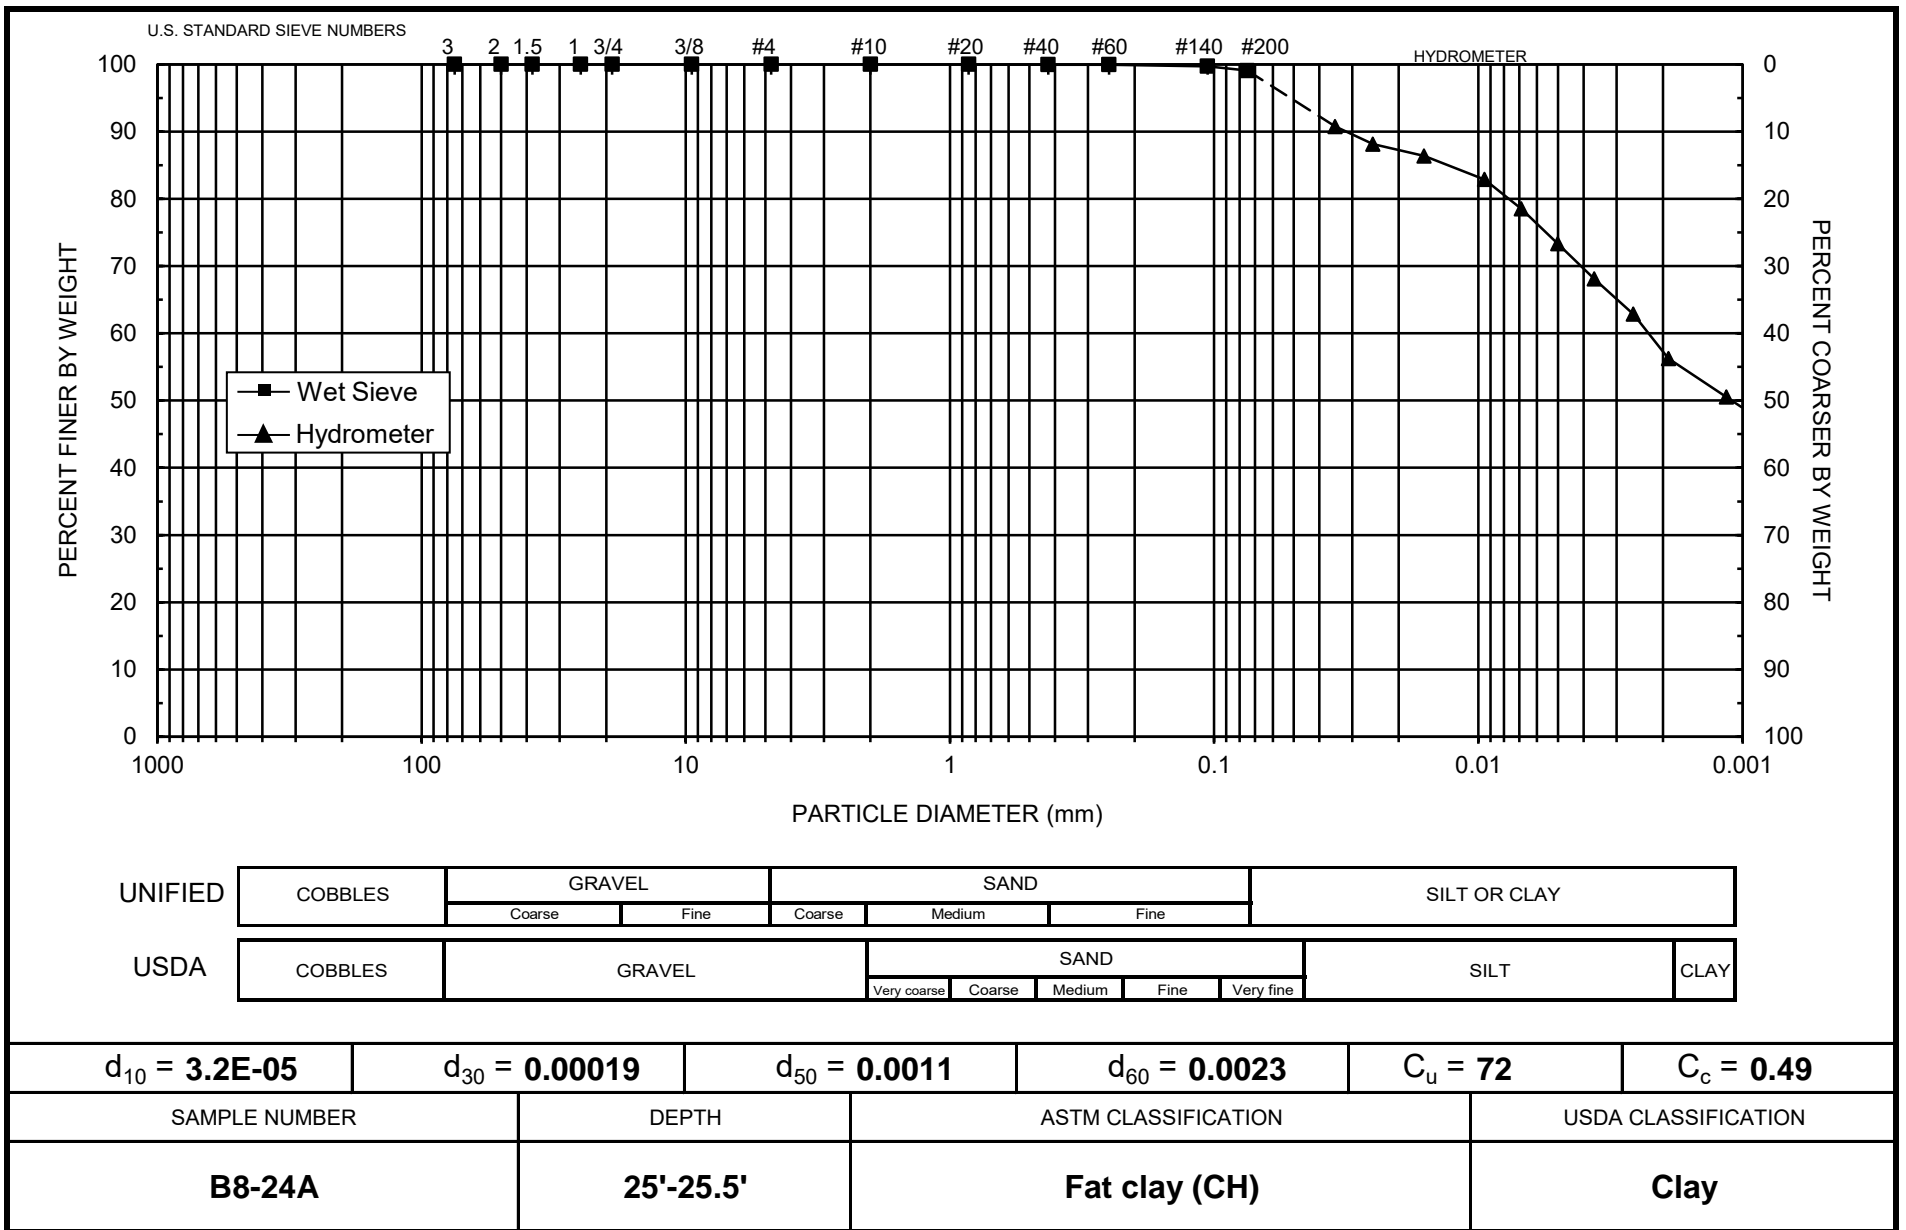 U.S. STANDARD SIEVE NUMBERS
3 2 1.5 1 3/4 3/8 #4 #10 #20 #40 #60 #140 #200
HYDROMETER
100 0
90 10
80 20
70 30
60 40
50 50
40 60
30 70
20 80
10 90
0 100
PERCENT FINER BY WEIGHT
PERCENT COARSER BY WEIGHT
Wet Sieve
Hydrometer
1000 100 10 1 0.1 0.01 0.001
PARTICLE DIAMETER (mm)
UNIFIED
COBBLES GRAVEL SAND SILT OR CLAY
Coarse Fine Coarse Medium Fine
USDA
COBBLES GRAVEL SAND SILT CLAY
Very coarse Coarse Medium Fine Very fine
d10 = 3.2E-05 d30 = 0.00019 d50 = 0.0011 d60 = 0.0023 Cu = 72 Cc = 0.49
SAMPLE NUMBER DEPTH ASTM CLASSIFICATION USDA CLASSIFICATION
B8-24A 25'-25.5' Fat clay (CH) Clay